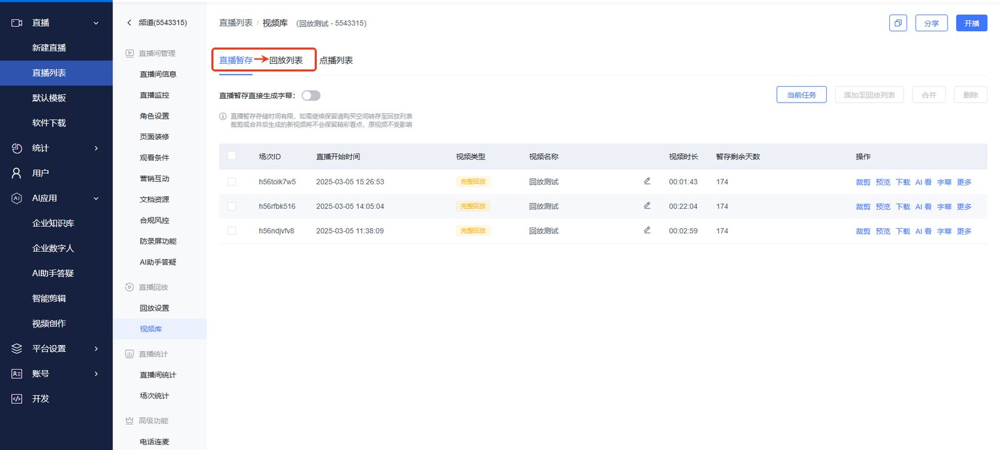 直播
新建直播
直播列表
默认模板
软件下载
统计
用户
AI应用
企业知识库
企业数字人
AI助手答疑
智能剪辑
视频创作
平台设置
账号
开发
频道(5543315)
直播间管理
直播间信息
直播监控
角色设置
页面装修
观看条件
营销互动
文档资源
合规风控
防录屏功能
AI助手答疑
直播回放
回放设置
视频库
直播统计
直播间统计
场次统计
高级功能
电话连麦
直播列表 / 视频库 (回放测试 - 5543315)
分享 开播
直播暂存 回放列表 点播列表
直播暂存直接生成字幕:
当前任务 添加至回放列表 合并 删除
直播暂存存储时间有限，如需继续保留请购买空间转存至回放列表
裁剪或合并后生成的新视频将不会保留精彩看点，原视频不受影响
场次ID 直播开始时间 视频类型 视频名称 视频时长 暂存剩余天数 操作
h56toik7w5 2025-03-05 15:26:53 完整回放 回放测试 00:01:43 174 裁剪 预览 下载 AI 看 字幕 更多
h56rfbk516 2025-03-05 14:05:04 完整回放 回放测试 00:22:04 174 裁剪 预览 下载 AI 看 字幕 更多
h56ndjvfv8 2025-03-05 11:38:09 完整回放 回放测试 00:02:59 174 裁剪 预览 下载 AI 看 字幕 更多